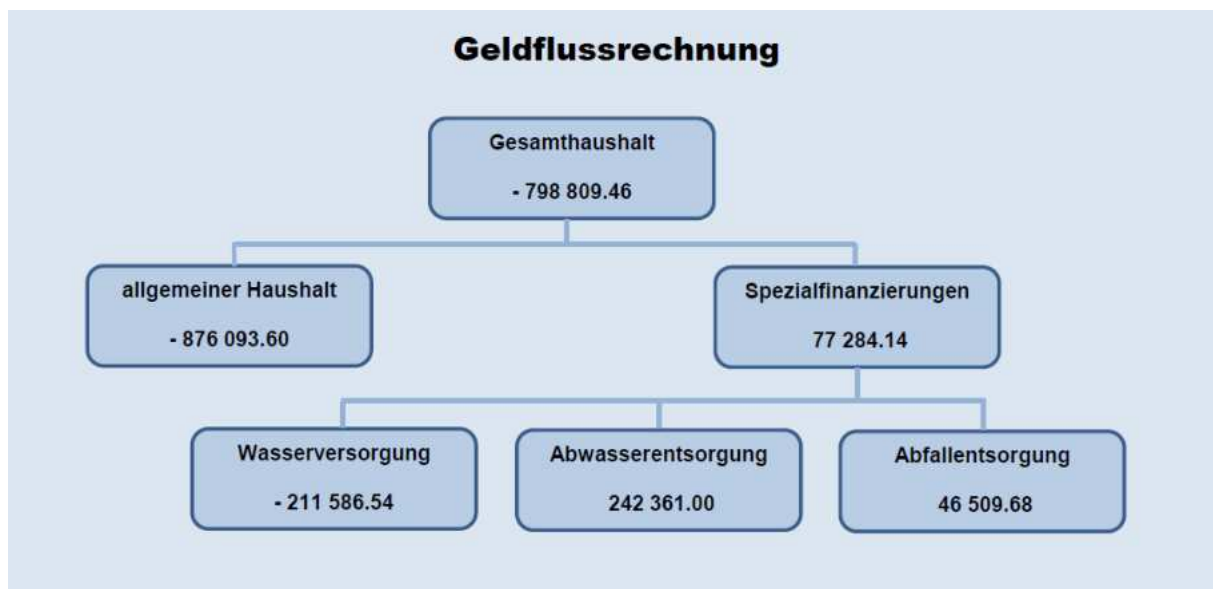 Geldflussrechnung
Gesamthaushalt
- 798 809.46
allgemeiner Haushalt
- 876 093.60
Spezialfinanzierungen
77 284.14
Wasserversorgung
- 211 586.54
Abwasserentsorgung
242 361.00
Abfallentsorgung
46 509.68